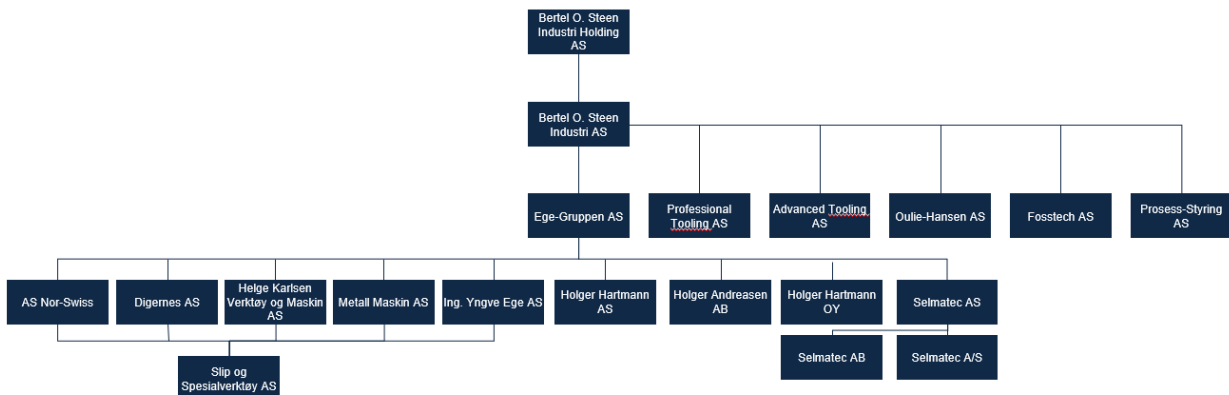 Bertel O. Steen
Industri Holding
AS
Bertel O. Steen
Industri AS
Ege-Gruppen AS
Professional
Tooling AS
Advanced Tooling
AS
Oulie-Hansen AS
Fosstech AS
Prosess-Styring
AS
AS Nor-Swiss
Digernes AS
Helge Karlsen
Verktøy og Maskin
AS
Metall Maskin AS
Ing. Yngve Ege AS
Holger Hartmann
AS
Holger Andreasen
AB
Holger Hartmann
OY
Selmatec AS
Slip og
Spesialverktøy AS
Selmatec AB
Selmatec A/S